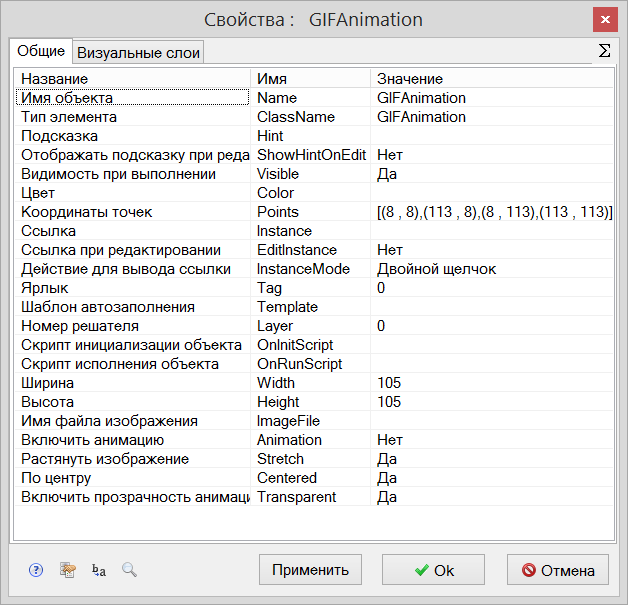 Свойства : GIFAnimation
Общие Визуальные слои Σ
Название Имя Значение
Имя объекта Name GIFAnimation
Тип элемента ClassName GIFAnimation
Подсказка Hint
Отображать подсказку при реда ShowHintOnEdit Нет
Видимость при выполнении Visible Да
Цвет Color
Координаты точек Points [(8 , 8),(113 , 8),(8 , 113),(113 , 113)]
Ссылка Instance
Ссылка при редактировании EditInstance Нет
Действие для вывода ссылки InstanceMode Двойной щелчок
Ярлык Tag 0
Шаблон автозаполнения Template
Номер решателя Layer 0
Скрипт инициализации объекта OnInitScript
Скрипт исполнения объекта OnRunScript
Ширина Width 105
Высота Height 105
Имя файла изображения ImageFile
Включить анимацию Animation Нет
Растянуть изображение Stretch Да
По центру Centered Да
Включить прозрачность анимаци Transparent Да
? b a Применить Ok Отмена